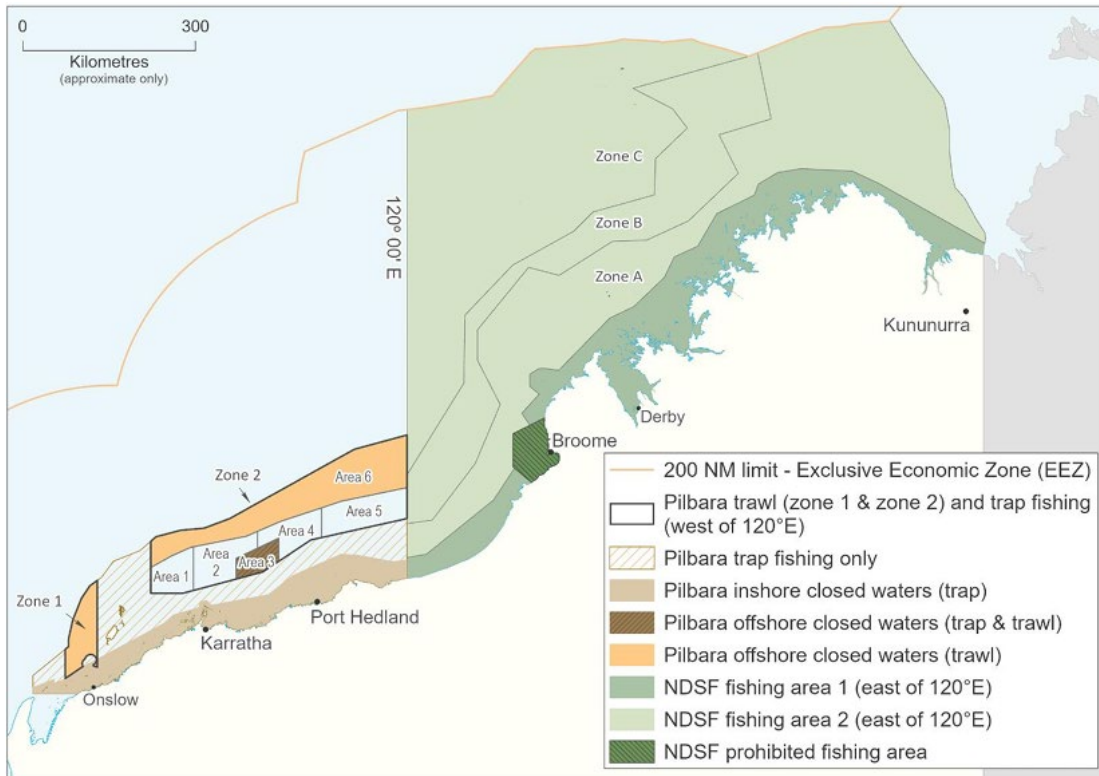 0 300
Kilometres
(approximate only)
Zone C
120° 00' E
Zone B
Zone A
Kununurra
Derby
Broome
Zone 2
Area 6
Area 5
Area 4
Area 3
Area
2
Area 1
Zone 1
Port Hedland
Karratha
Onslow
200 NM limit - Exclusive Economic Zone (EEZ)
Pilbara trawl (zone 1 & zone 2) and trap fishing
(west of 120°E)
Pilbara trap fishing only
Pilbara inshore closed waters (trap)
Pilbara offshore closed waters (trap & trawl)
Pilbara offshore closed waters (trawl)
NDSF fishing area 1 (east of 120°E)
NDSF fishing area 2 (east of 120°E)
NDSF prohibited fishing area